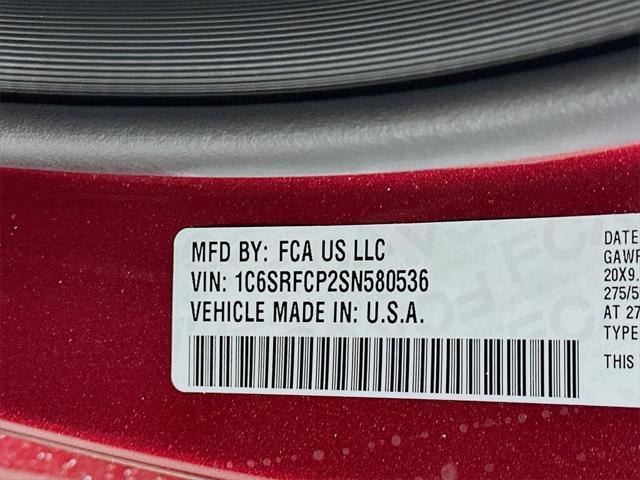 MFD BY: FCA US LLC
VIN: 1C6SRFCP2SN580536
VEHICLE MADE IN: U.S.A.
DATE
GAWF
20X9.
275/5
AT 27
TYPE
THIS